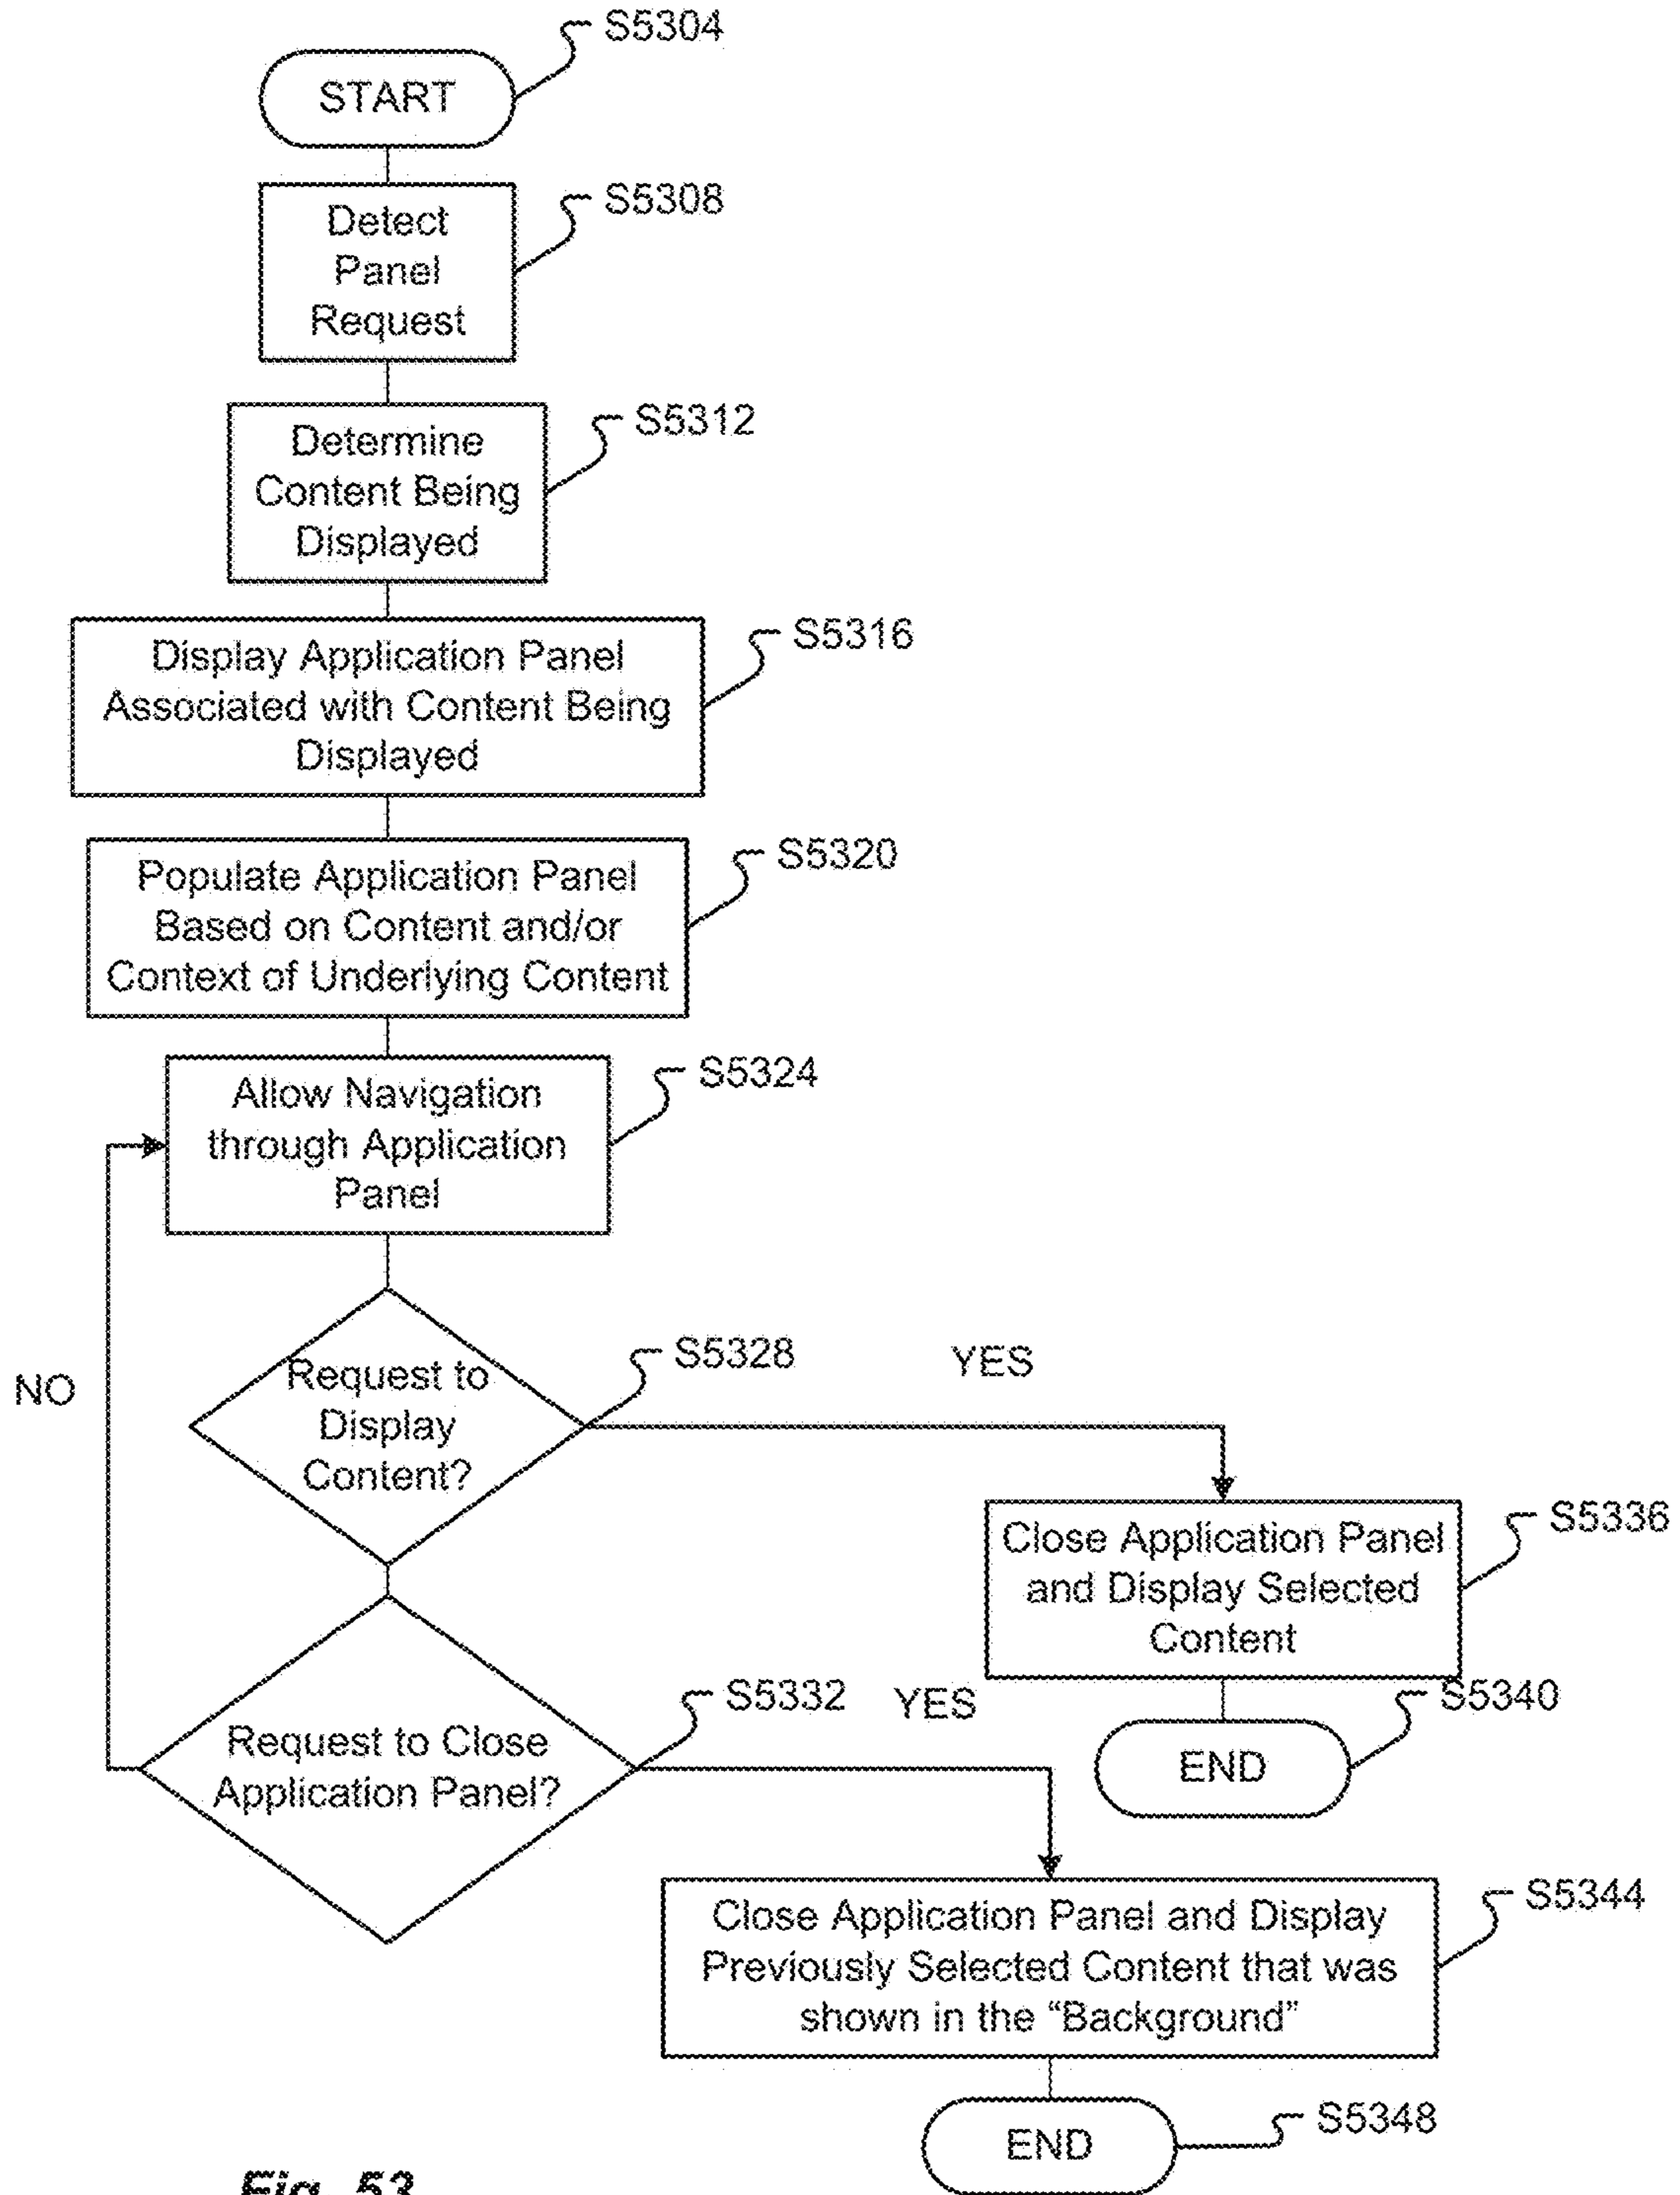 S5304
START
S5308
Detect
Panel
Request
S5312
Determine
Content Being
Displayed
S5316
Display Application Panel
Associated with Content Being
Displayed
S5320
Populate Application Panel
Based on Content and/or
Context of Underlying Content
S5324
Allow Navigation
through Application
Panel
S5328
YES
NO
Request to
Display
Content?
S5336
Close Application Panel
and Display Selected
Content
S5332
YES
S5340
Request to Close
Application Panel?
END
S5344
Close Application Panel and Display
Previously Selected Content that was
shown in the “Background”
S5348
END
Fig. 53